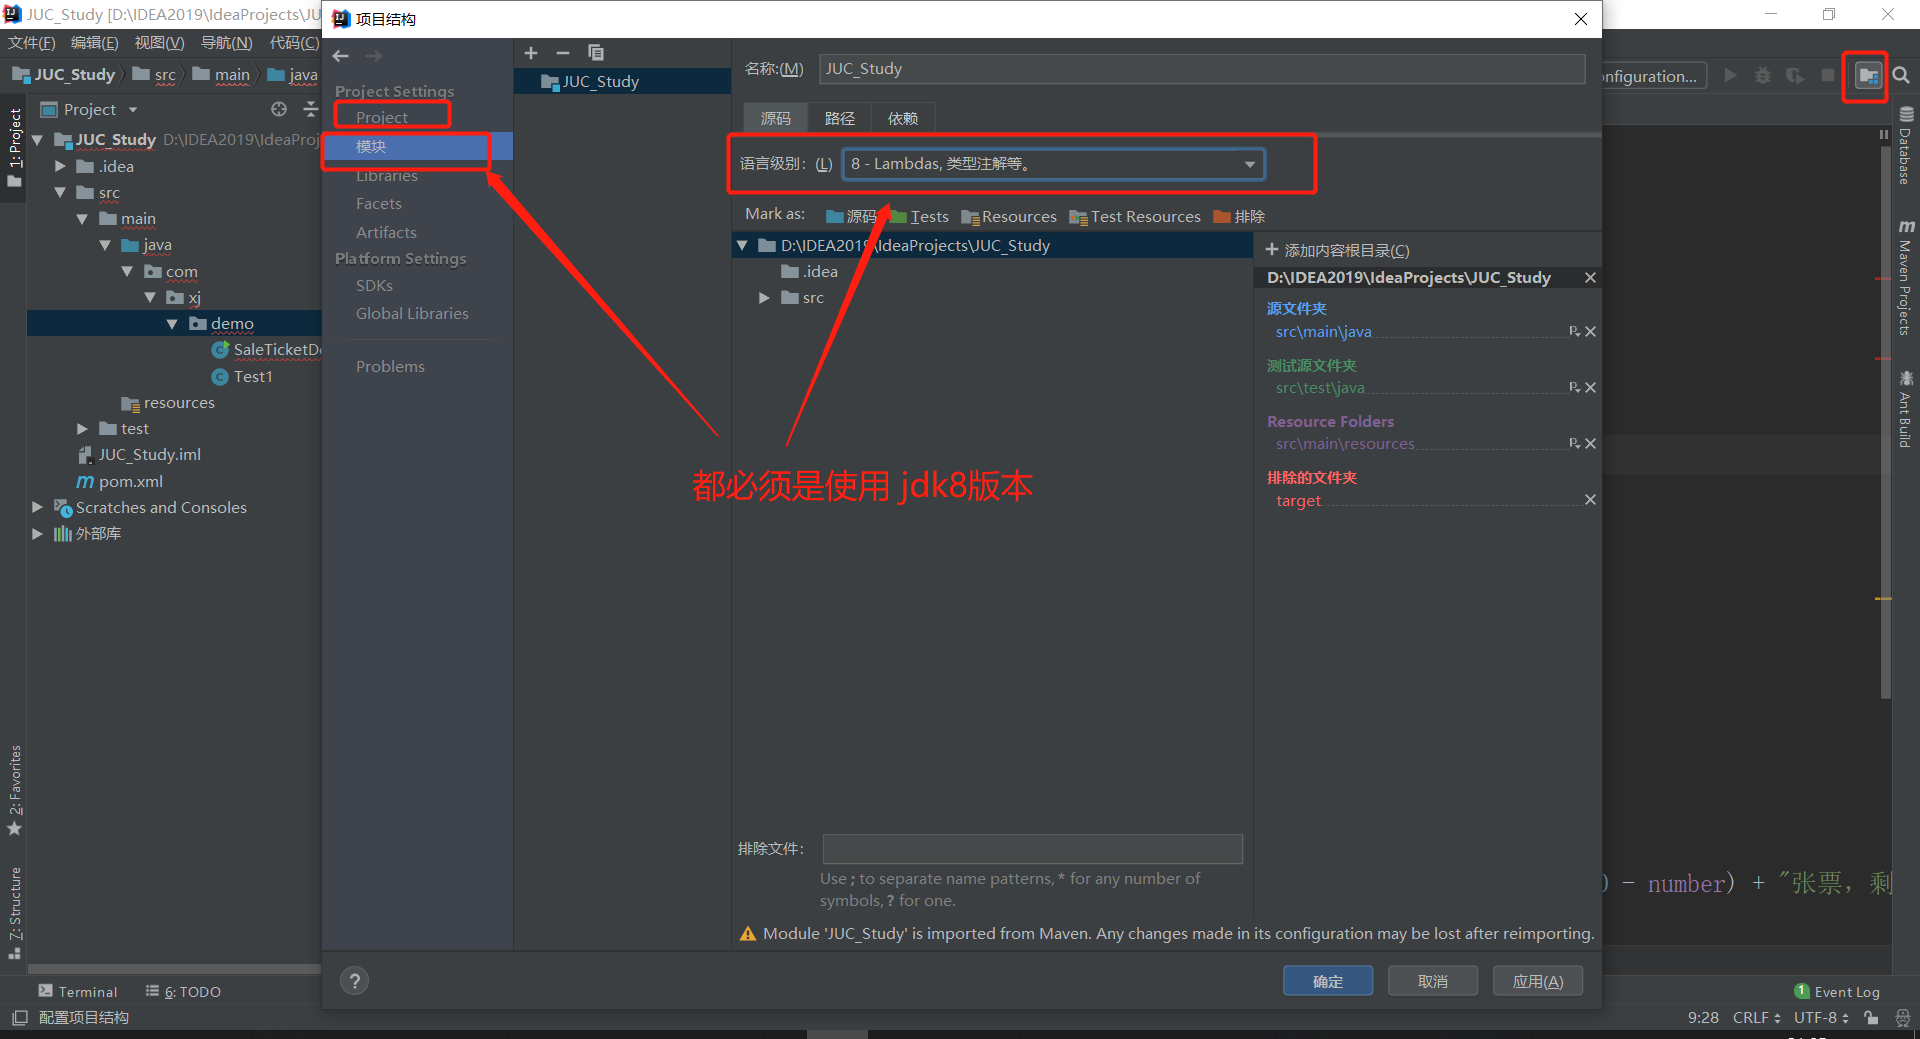 JUC_Study [D:\IDEA2019\IdeaProjects\JU
项目结构
文件(F) 编辑(E) 视图(V) 导航(N) 代码(C)
JUC_Study src main java
onfiguration...
Project
1: Project
JUC_Study D:\IDEA2019\IdeaProj
.idea
src
main
java
com
xj
demo
SaleTicketD
Test1
resources
test
JUC_Study.iml
pom.xml
Scratches and Consoles
外部库
2: Favorites
7: Structure
Project Settings
Project
模块
Libraries
Facets
Artifacts
Platform Settings
SDKs
Global Libraries
Problems
JUC_Study
名称:(M) JUC_Study
源码 路径 依赖
语言级别: (L) 8 - Lambdas, 类型注解等。
Mark as: 源码 Tests Resources Test Resources 排除
D:\IDEA2019\IdeaProjects\JUC_Study
.idea
src
都必须是使用 jdk8版本
添加内容根目录(C)
D:\IDEA2019\IdeaProjects\JUC_Study
源文件夹
src\main\java
测试源文件夹
src\test\java
Resource Folders
src\main\resources
排除的文件夹
target
排除文件:
Use ; to separate name patterns, * for any number of
symbols, ? for one.
Module 'JUC_Study' is imported from Maven. Any changes made in its configuration may be lost after reimporting.
?
确定 取消 应用(A)
Database
Maven Projects
Ant Build
) - number) + "张票, 剩
Terminal 6: TODO
1 Event Log
配置项目结构
9:28 CRLF UTF-8